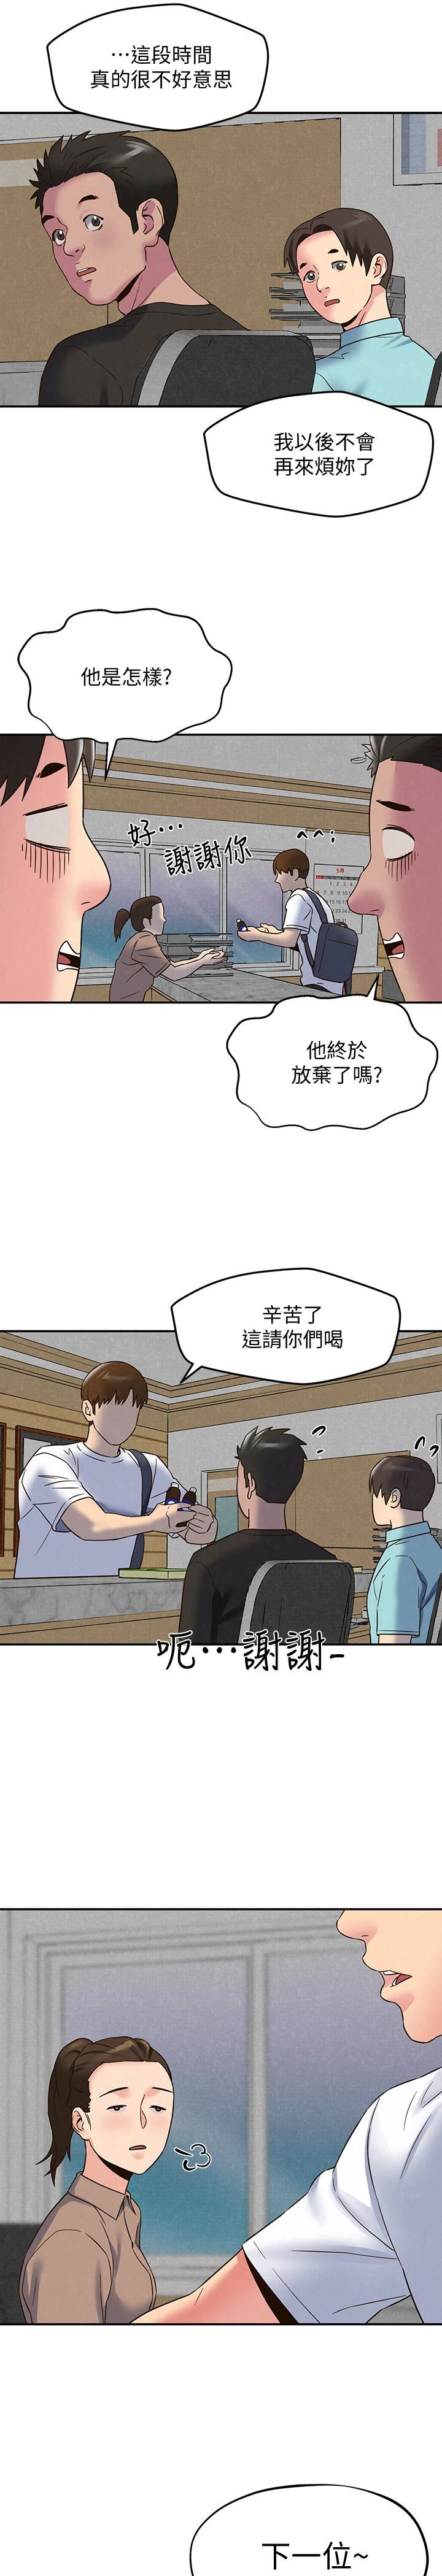 …這段時間
真的很不好意思
我以後不會
再來煩妳了
他是怎樣?
好…
謝謝你
^^;
5月
他終於
放棄了嗎?
辛苦了
這請你們喝
呃…謝謝~
下一位~